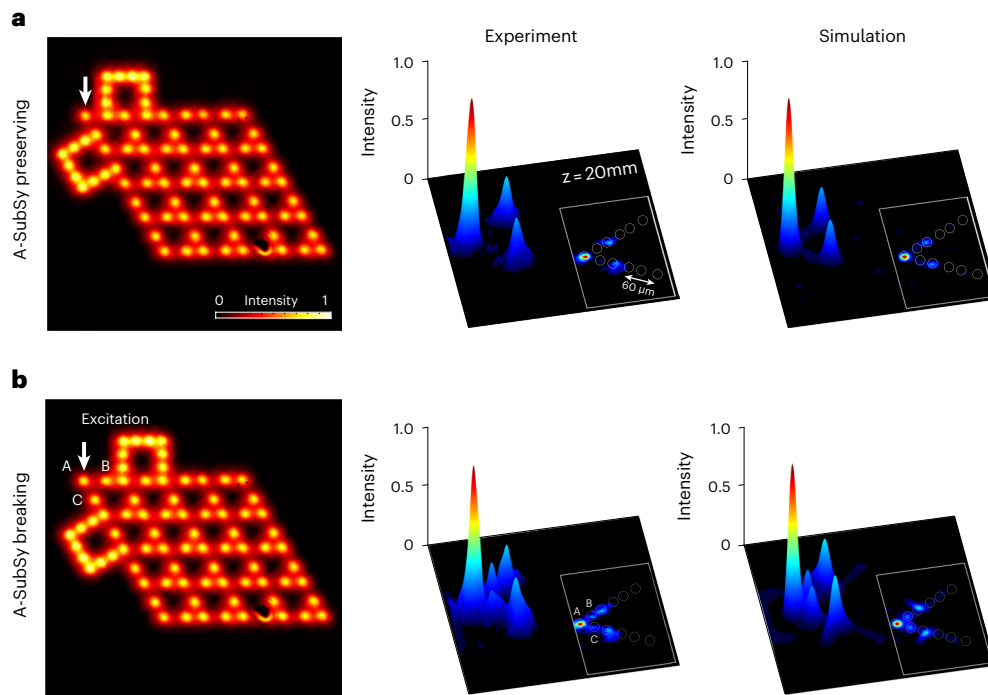 a
Experiment
Simulation
A-SubSy preserving
0 Intensity 1
Intensity
1.0
0.5
0
z = 20mm
60 µm
Intensity
1.0
0.5
0
b
A-SubSy breaking
Excitation
A B
C
Intensity
1.0
0.5
0
A B
C
Intensity
1.0
0.5
0